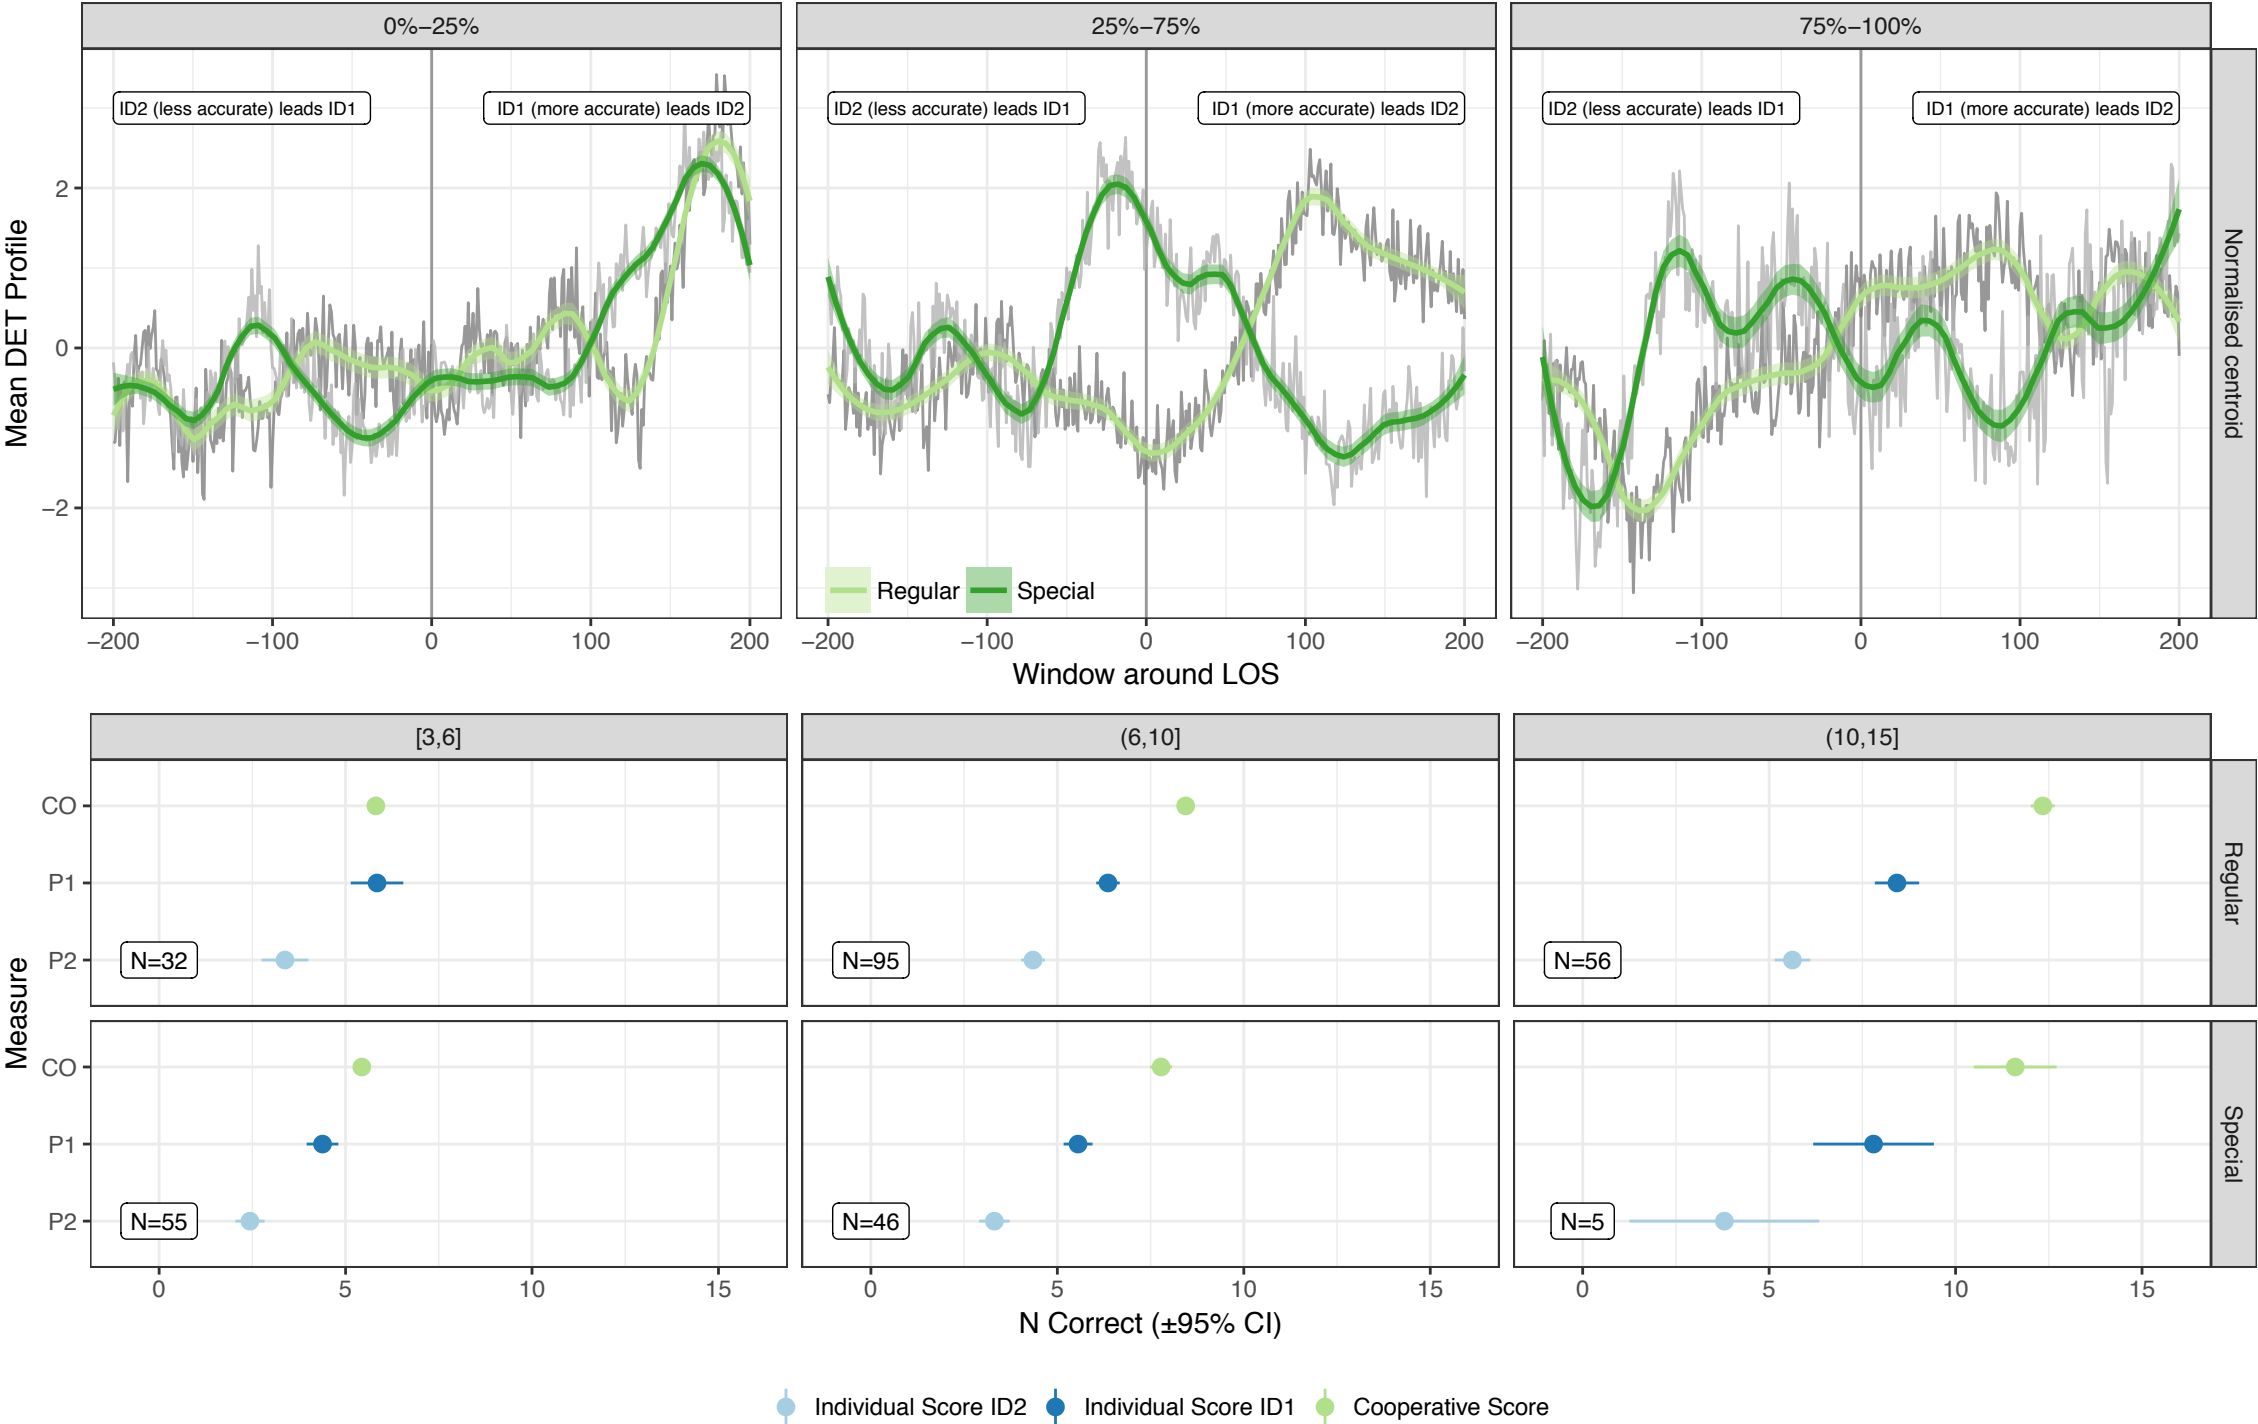 0%−25%
25%−75%
75%−100%
ID2 (less accurate) leads ID1
ID1 (more accurate) leads ID2
ID2 (less accurate) leads ID1
ID1 (more accurate) leads ID2
ID2 (less accurate) leads ID1
ID1 (more accurate) leads ID2
Mean DET Profile
2
0
−2
Normalised centroid
Regular
Special
−200
−100
0
100
200
−200
−100
0
100
200
−200
−100
0
100
200
Window around LOS
[3,6]
(6,10]
(10,15]
Measure
CO
P1
P2
N=32
N=95
N=56
Regular
CO
P1
P2
N=55
N=46
N=5
Special
0
5
10
15
0
5
10
15
0
5
10
15
N Correct (±95% CI)
Individual Score ID2
Individual Score ID1
Cooperative Score